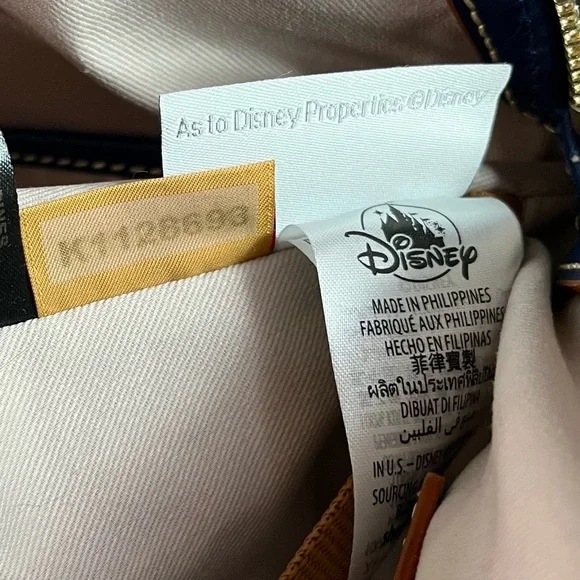 As to Disney Properties ©Disney
Disney
MADE IN PHILIPPINES
FABRIQUÉ AUX PHILIPPINES
HECHO EN FILIPINAS
菲律賓製
ผลิตในประเทศฟิลิปปินส์
DIBUAT DI FILIPINA
صنع في الفلبين
IN U.S. – DISNEY
SOURCING